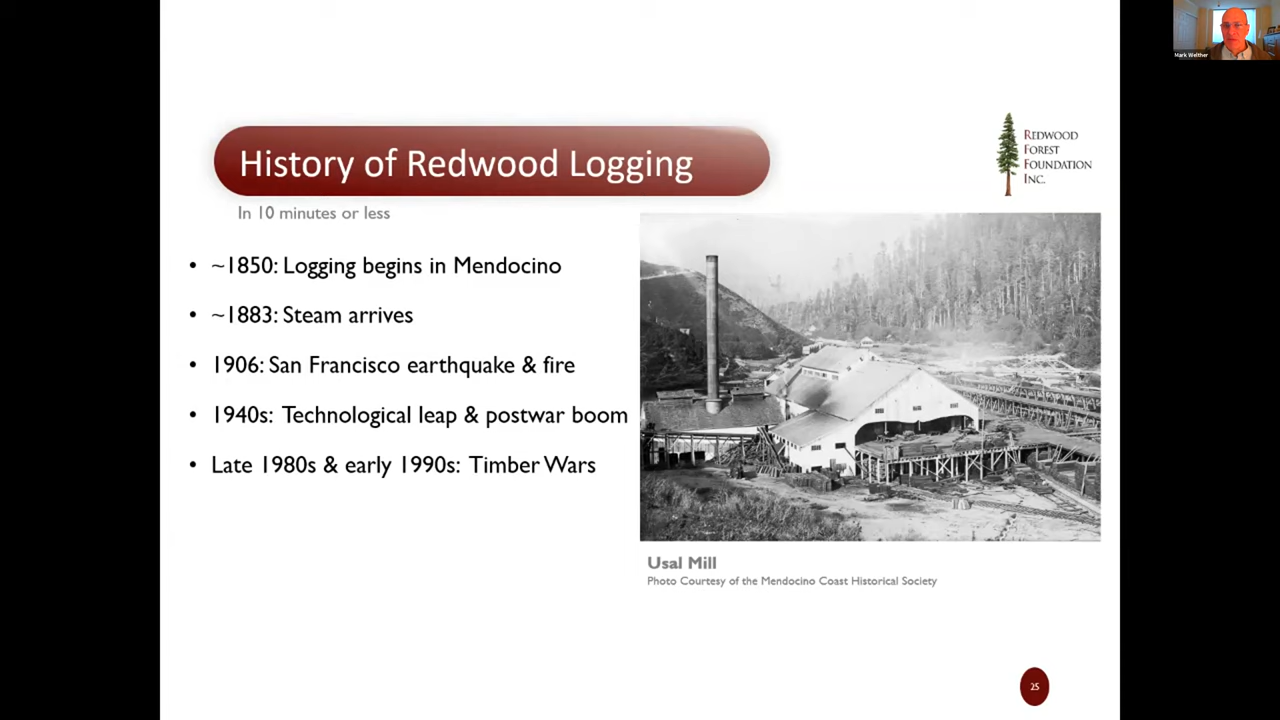 Mark Welther
History of Redwood Logging
REDWOOD
FOREST
FOUNDATION
INC.
In 10 minutes or less
• ~1850: Logging begins in Mendocino
• ~1883: Steam arrives
• 1906: San Francisco earthquake & fire
• 1940s: Technological leap & postwar boom
• Late 1980s & early 1990s: Timber Wars
Usal Mill
Photo Courtesy of the Mendocino Coast Historical Society
25